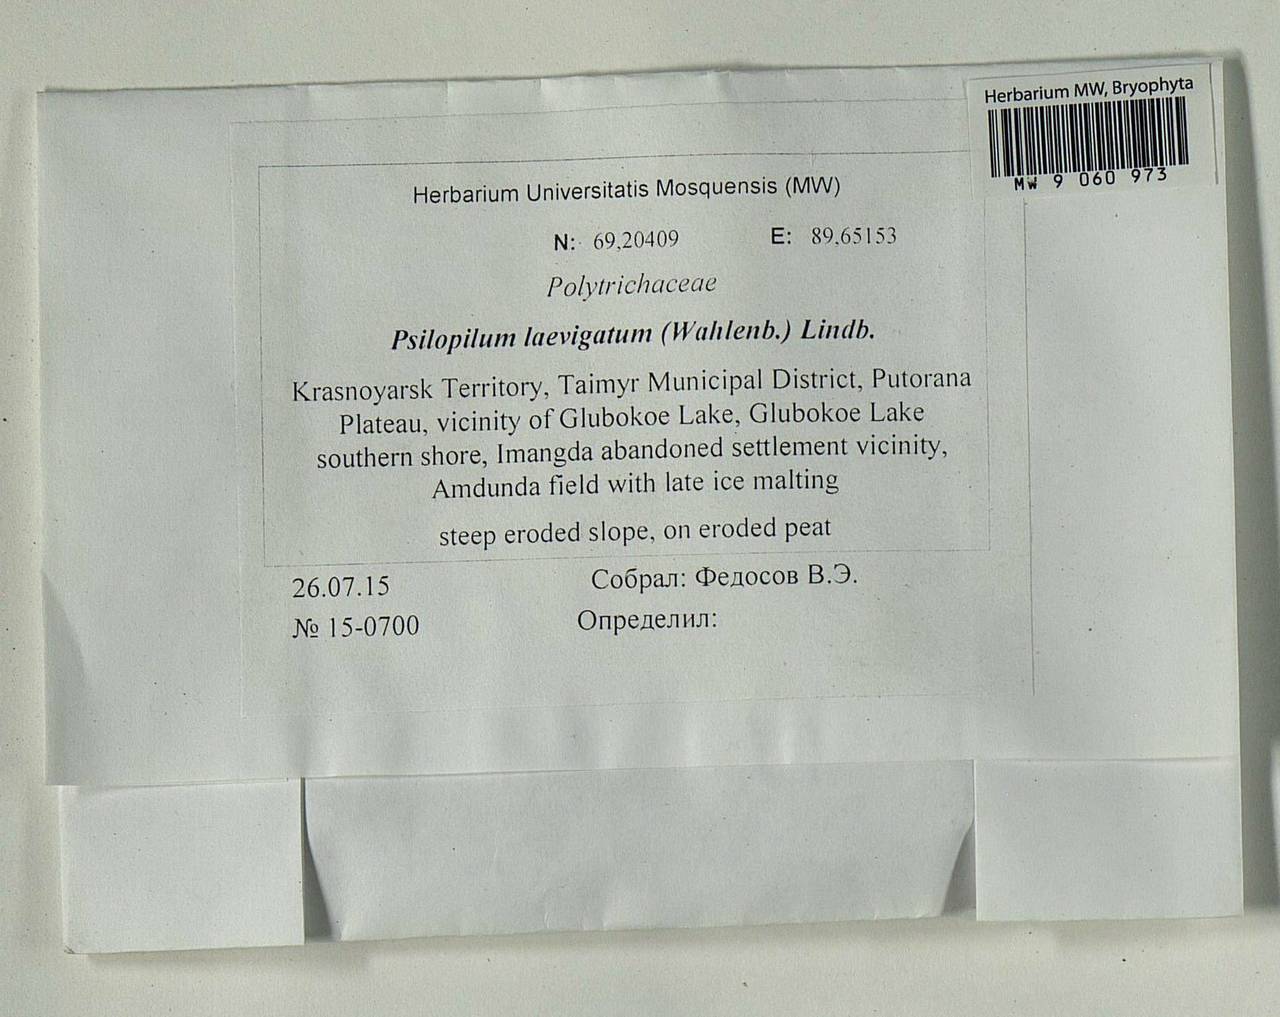 Herbarium MW, Bryophyta
MW 9 060 973
Herbarium Universitatis Mosquensis (MW)
N: 69,20409 E: 89,65153
Polytrichaceae
Psilopilum laevigatum (Wahlenb.) Lindb.
Krasnoyarsk Territory, Taimyr Municipal District, Putorana
Plateau, vicinity of Glubokoe Lake, Glubokoe Lake
southern shore, Imangda abandoned settlement vicinity,
Amdunda field with late ice malting
steep eroded slope, on eroded peat
26.07.15 Собрал: Федосов В.Э.
№ 15-0700 Определил: